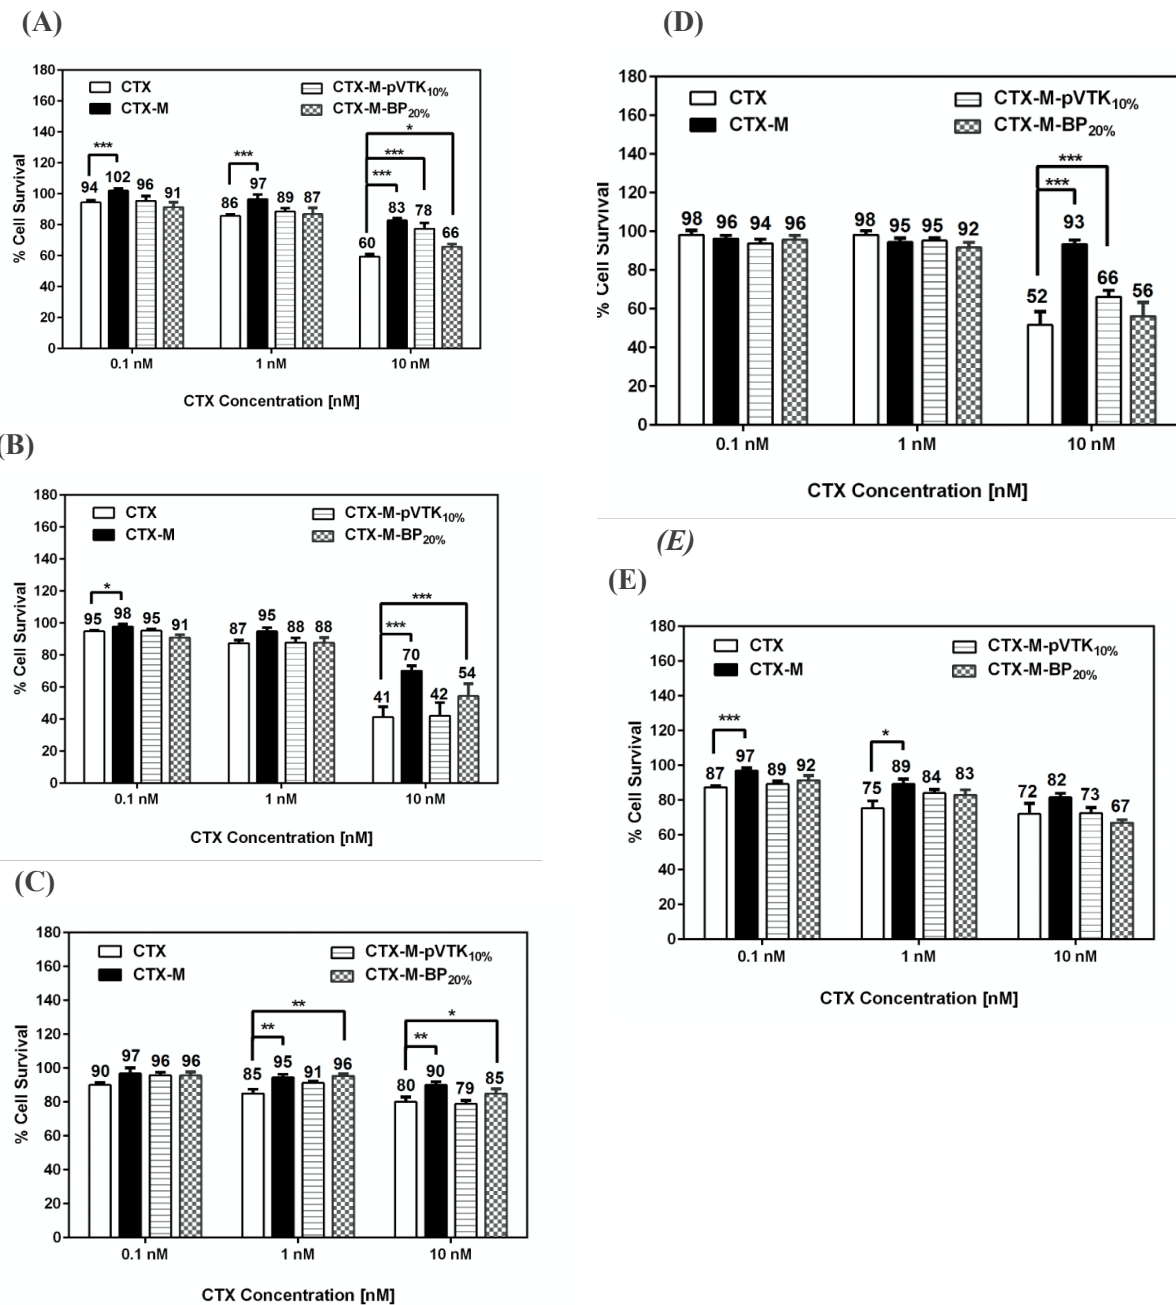 (A)
180
160
140
120
100
80
60
40
20
0
% Cell Survival
CTX
CTX-M
CTX-M-pVTK10%
CTX-M-BP20%
***
***
*
***
***
94 102 96 91
86 97 89 87
60 83 78 66
0.1 nM 1 nM 10 nM
CTX Concentration [nM]
(B)
180
160
140
120
100
80
60
40
20
0
% Cell Survival
CTX
CTX-M
CTX-M-pVTK10%
CTX-M-BP20%
*
***
***
95 98 95 91
87 95 88 88
41 70 42 54
0.1 nM 1 nM 10 nM
CTX Concentration [nM]
(C)
180
160
140
120
100
80
60
40
20
0
% Cell Survival
CTX
CTX-M
CTX-M-pVTK10%
CTX-M-BP20%
**
**
*
**
90 97 96 96
85 95 91 96
80 90 79 85
0.1 nM 1 nM 10 nM
CTX Concentration [nM]
(D)
180
160
140
120
100
80
60
40
20
0
% Cell Survival
CTX
CTX-M
CTX-M-pVTK10%
CTX-M-BP20%
***
***
98 96 94 96
98 95 95 92
52 93 66 56
0.1 nM 1 nM 10 nM
CTX Concentration [nM]
(E)
(E)
180
160
140
120
100
80
60
40
20
0
% Cell Survival
CTX
CTX-M
CTX-M-pVTK10%
CTX-M-BP20%
***
*
87 97 89 92
75 89 84 83
72 82 73 67
0.1 nM 1 nM 10 nM
CTX Concentration [nM]